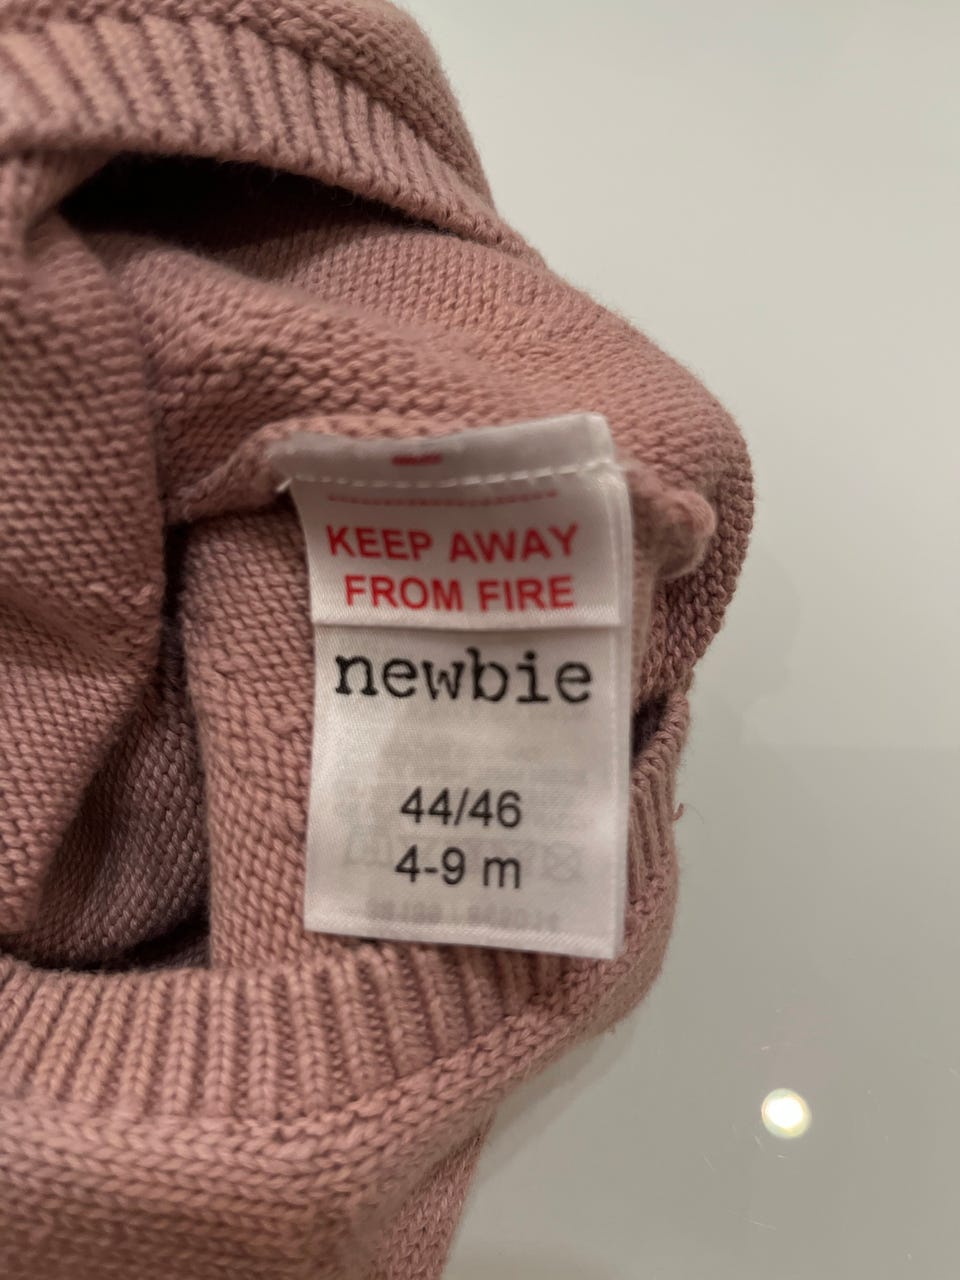 KEEP AWAY
FROM FIRE
newbie
44/46
4-9 m